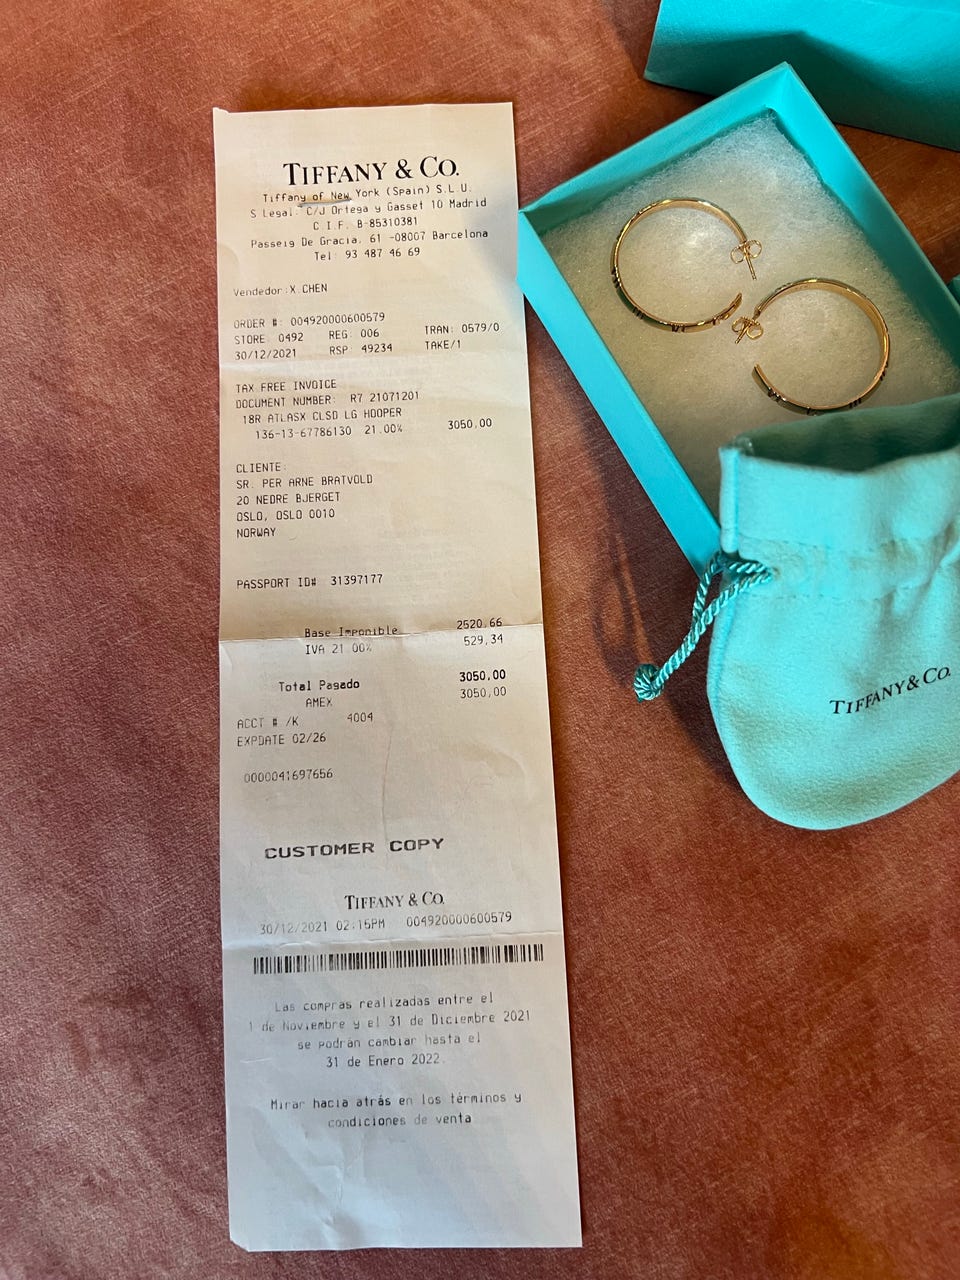 TIFFANY & CO.
Tiffany of New York (Spain) S.L.U.
S Legal: C/J Ortega y Gasset 10 Madrid
C.I.F. B-85310381
Passeig De Gracia, 61 -08007 Barcelona
Tel: 93 487 46 69
Vendedor:X.CHEN
ORDER #: 004920000600579
STORE 0492 REG: 006 TRAN: 0579/0
30/12/2021 RSP: 49234 TAKE/1
TAX FREE INVOICE
DOCUMENT NUMBER: R7 21071201
18R ATLASX CLSD LG HOOPER
136-13-67786130 21.00% 3050,00
CLIENTE:
SR. PER ARNE BRATVOLD
20 NEDRE BJERGET
OSLO, OSLO 0010
NORWAY
PASSPORT ID# 31397177
Base Imponible 2520,66
IVA 21.00% 529,34
Total Pagado 3050,00
AMEX 3050,00
ACCT # /K 4004
EXPDATE 02/26
0000041697656
CUSTOMER COPY
TIFFANY & CO.
30/12/2021 02:15PM 004920000600579
Las compras realizadas entre el
1 de Noviembre y el 31 de Diciembre 2021
se podrán cambiar hasta el
31 de Enero 2022.
Mirar hacia atrás en los términos y
condiciones de venta
TIFFANY & CO.